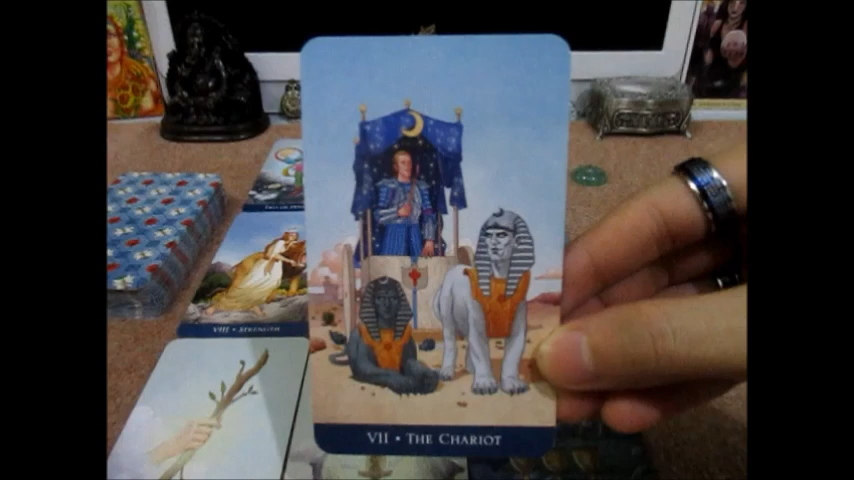 VIII • STRENGTH
VII • THE CHARIOT